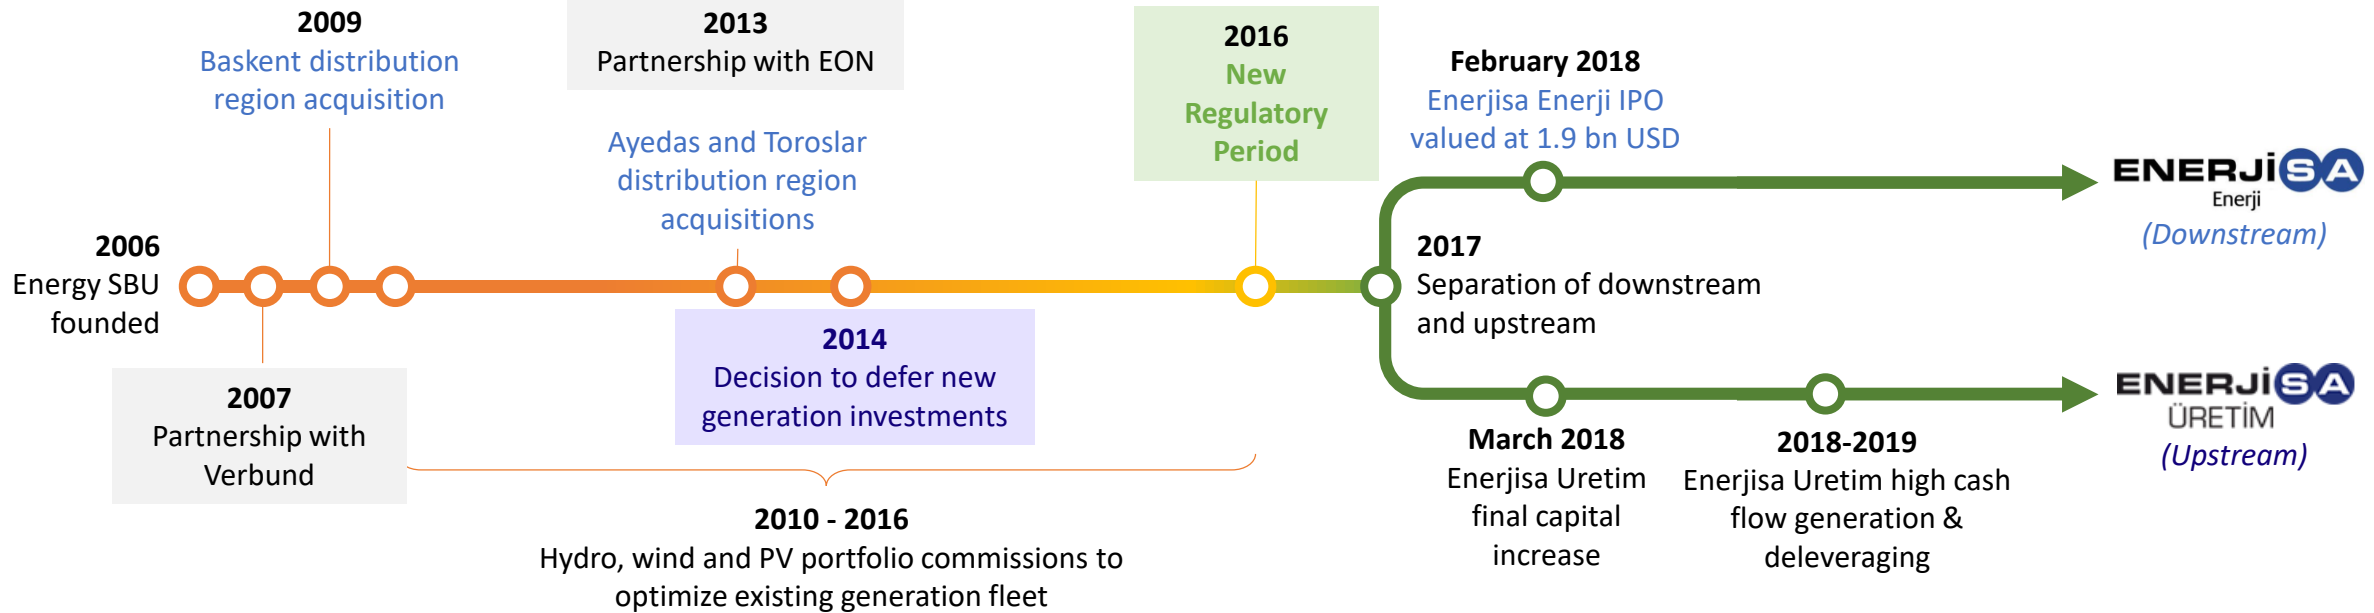 2009
Baskent distribution
region acquisition
2013
Partnership with EON
Ayedas and Toroslar
distribution region
acquisitions
2016
New
Regulatory
Period
February 2018
Enerjisa Enerji IPO
valued at 1.9 bn USD
ENERJİSA
Enerji
(Downstream)
2006
Energy SBU
founded
2017
Separation of downstream
and upstream
2007
Partnership with
Verbund
2014
Decision to defer new
generation investments
2010 - 2016
Hydro, wind and PV portfolio commissions to
optimize existing generation fleet
March 2018
Enerjisa Uretim
final capital
increase
2018-2019
Enerjisa Uretim high cash
flow generation &
deleveraging
ENERJİSA
ÜRETİM
(Upstream)